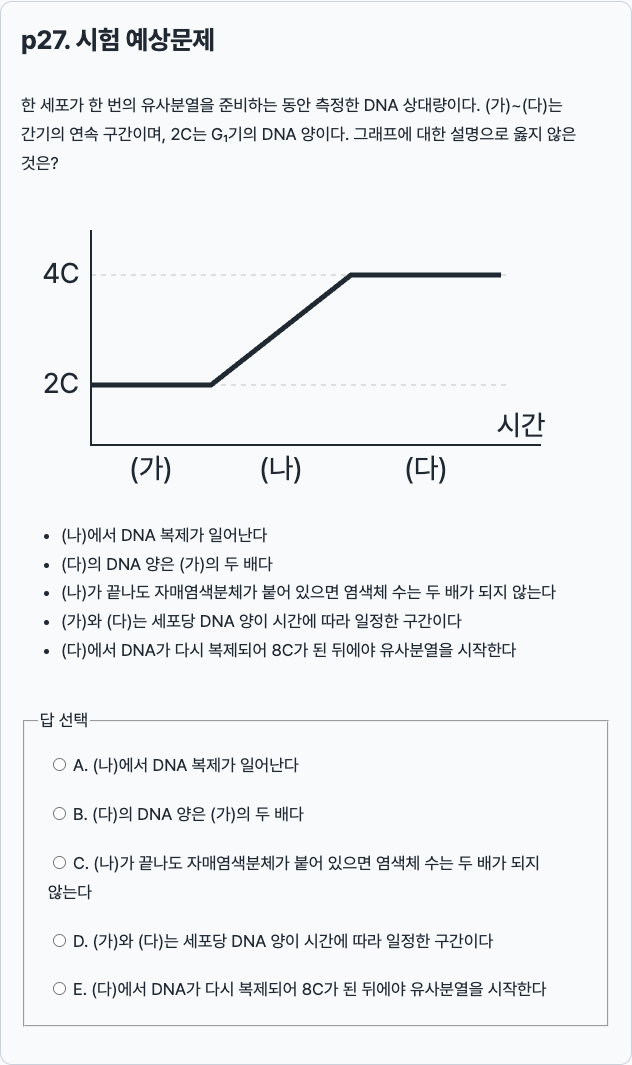 p27. 시험 예상문제
한 세포가 한 번의 유사분열을 준비하는 동안 측정한 DNA 상대량이다. (가)~(다)는
간기의 연속 구간이며, 2C는 G₁기의 DNA 양이다. 그래프에 대한 설명으로 옳지 않은
것은?
4C
2C
시간
(가) (나) (다)
• (나)에서 DNA 복제가 일어난다
• (다)의 DNA 양은 (가)의 두 배다
• (나)가 끝나도 자매염색분체가 붙어 있으면 염색체 수는 두 배가 되지 않는다
• (가)와 (다)는 세포당 DNA 양이 시간에 따라 일정한 구간이다
• (다)에서 DNA가 다시 복제되어 8C가 된 뒤에야 유사분열을 시작한다
답 선택
A. (나)에서 DNA 복제가 일어난다
B. (다)의 DNA 양은 (가)의 두 배다
C. (나)가 끝나도 자매염색분체가 붙어 있으면 염색체 수는 두 배가 되지
않는다
D. (가)와 (다)는 세포당 DNA 양이 시간에 따라 일정한 구간이다
E. (다)에서 DNA가 다시 복제되어 8C가 된 뒤에야 유사분열을 시작한다